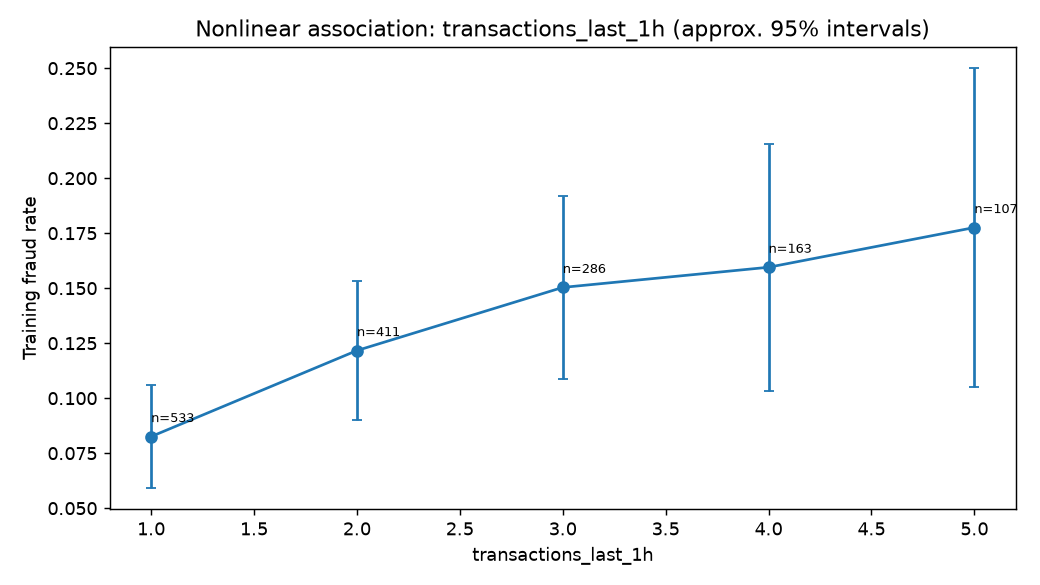 Nonlinear association: transactions_last_1h (approx. 95% intervals)
Training fraud rate
0.250
0.225
0.200
0.175
0.150
0.125
0.100
0.075
0.050
n=533
n=411
n=286
n=163
n=107
1.0 1.5 2.0 2.5 3.0 3.5 4.0 4.5 5.0
transactions_last_1h